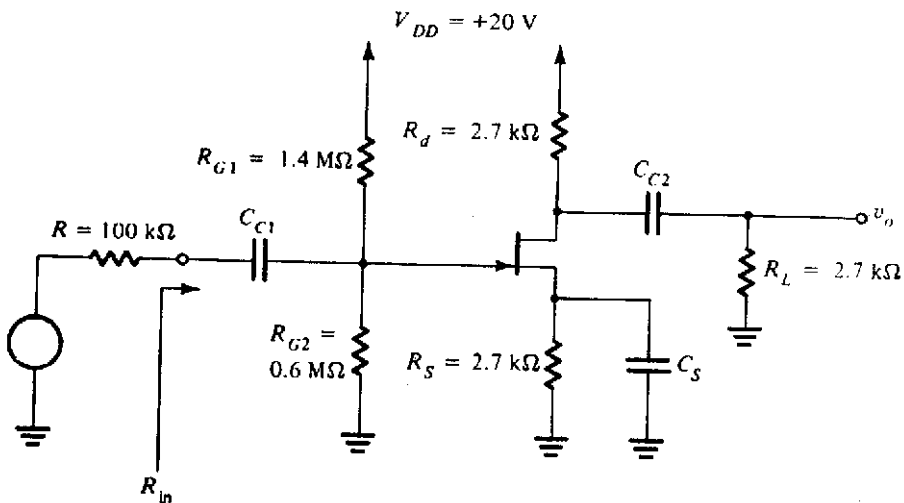 V_DD = +20 V
R_d = 2.7 kΩ
R_G1 = 1.4 MΩ
C_C2
C_C1
v_o
R = 100 kΩ
R_L = 2.7 kΩ
R_G2 =
0.6 MΩ
R_S = 2.7 kΩ
C_S
R_in